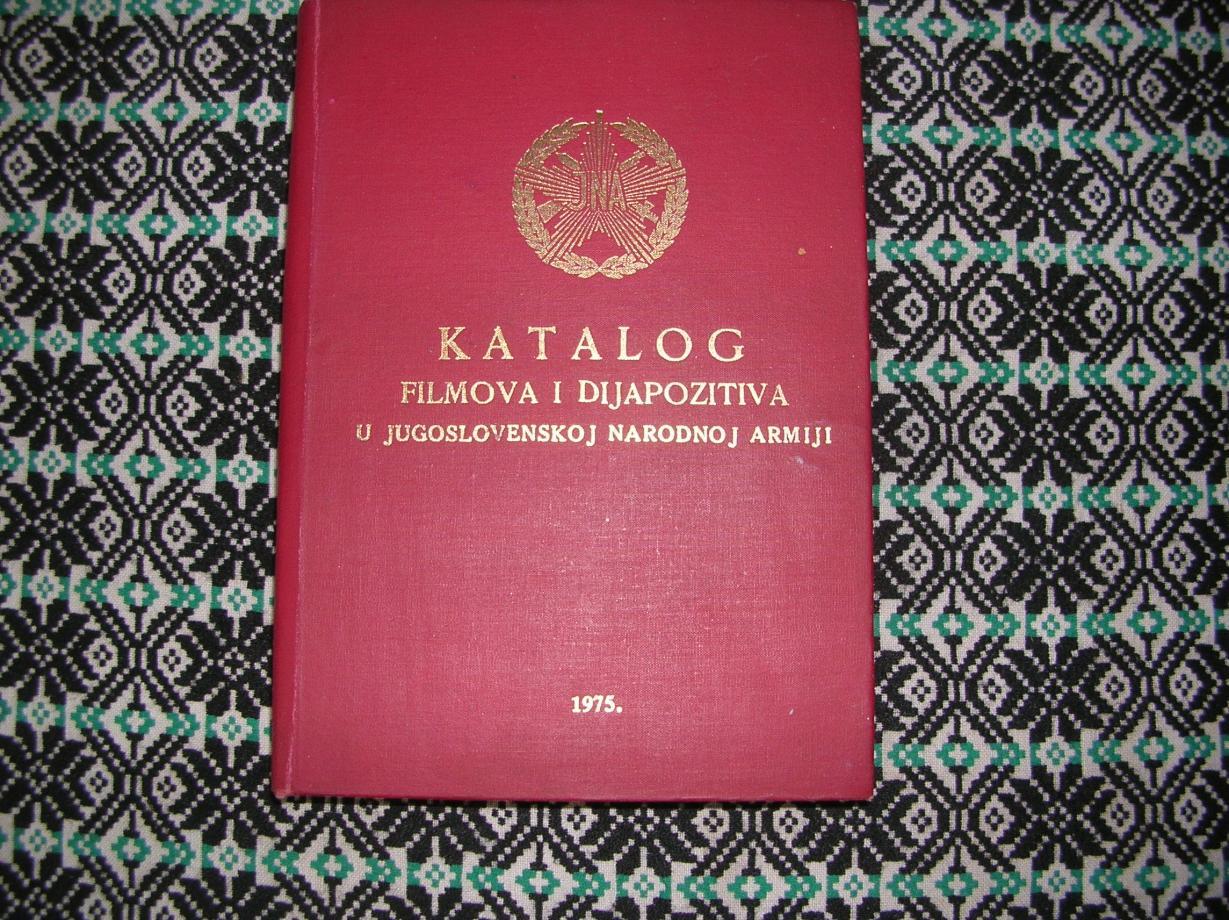 JNA
KATALOG
FILMOVA I DIJAPOZITIVA
U JUGOSLOVENSKOJ NARODNOJ ARMIJI
1975.